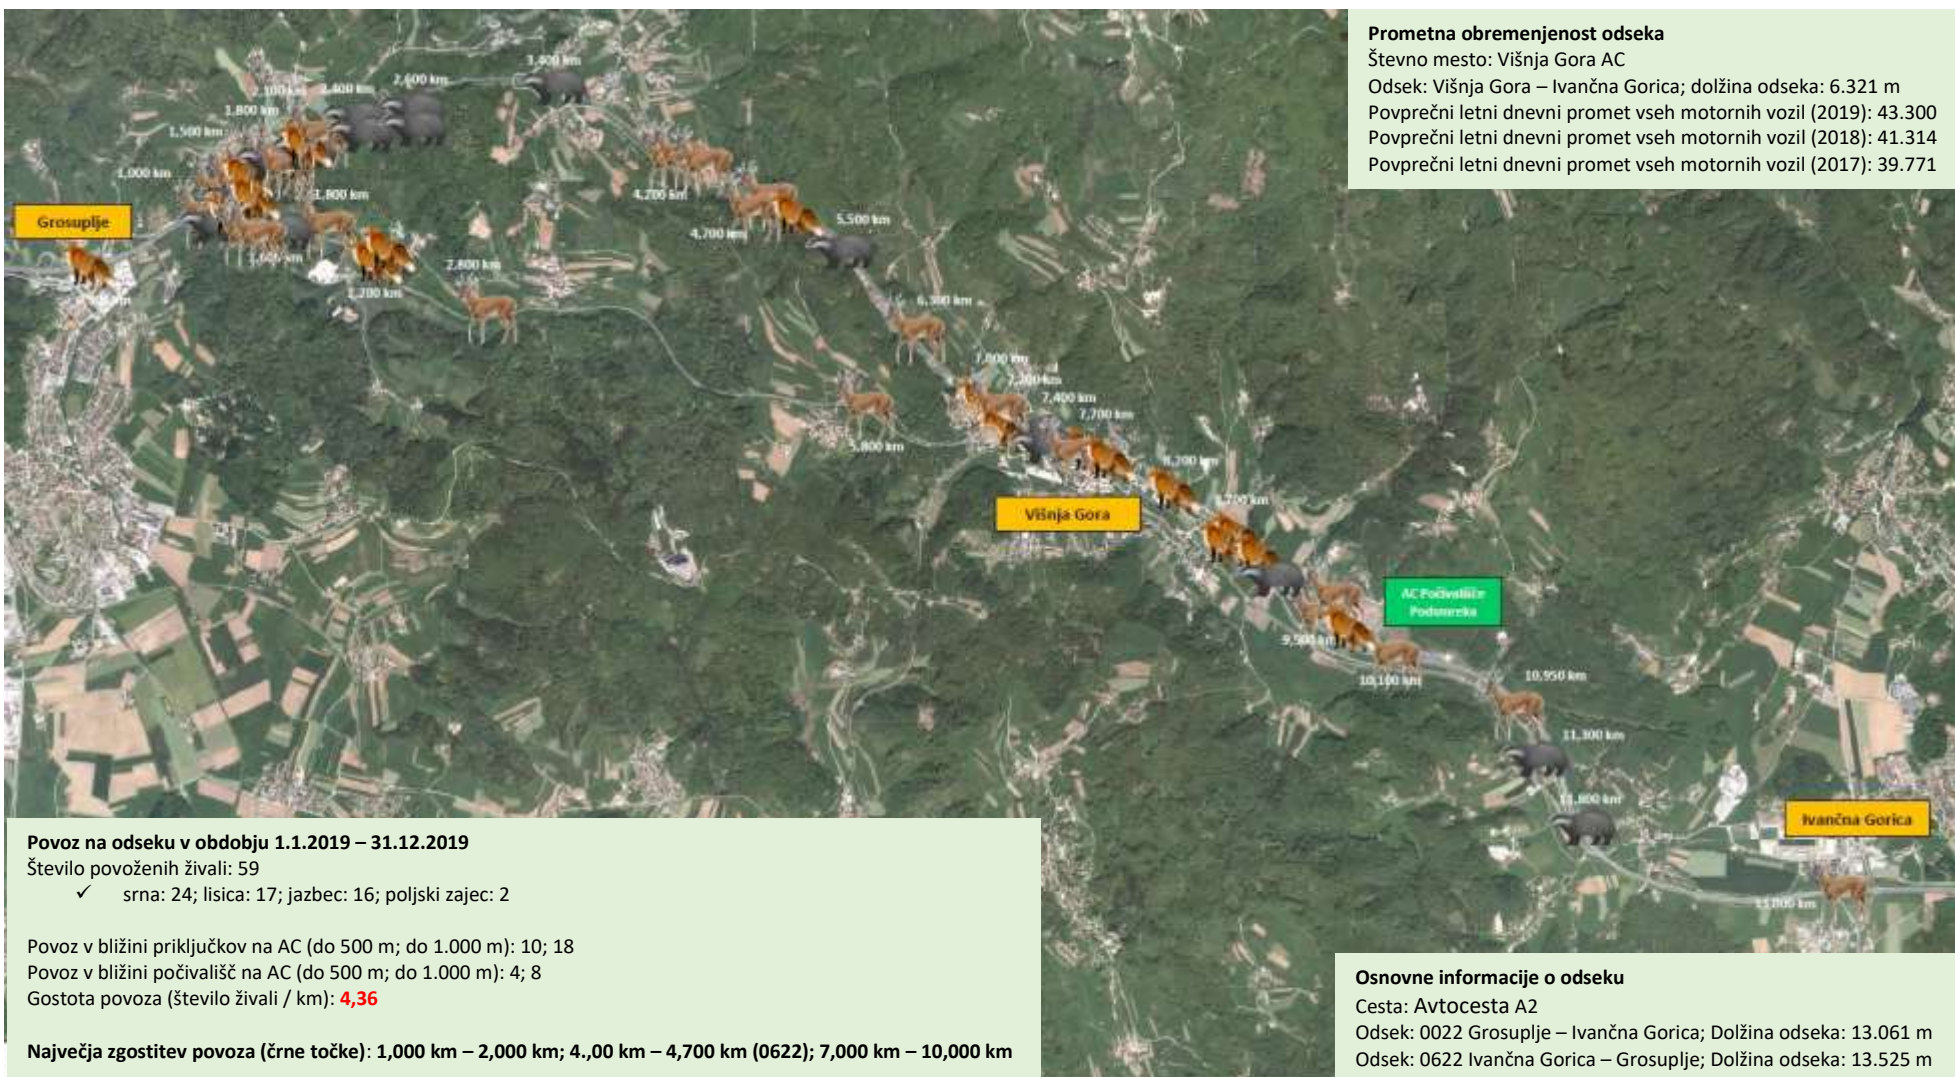 Prometna obremenjenost odseka
Števno mesto: Višnja Gora AC
Odsek: Višnja Gora – Ivančna Gorica; dolžina odseka: 6.321 m
Povprečni letni dnevni promet vseh motornih vozil (2019): 43.300
Povprečni letni dnevni promet vseh motornih vozil (2018): 41.314
Povprečni letni dnevni promet vseh motornih vozil (2017): 39.771
3,400 km
2,600 km
2,400 km
2,100 km
1,800 km
1,500 km
1,000 km
1,800 km
Grosuplje
2,800 km
4,200 km
4,700 km
5,500 km
6,300 km
7,000 km
7,200 km
7,400 km
7,700 km
5,800 km
8,200 km
Višnja Gora
AC Počivališče
9,500 km
10,100 km
10,950 km
11,300 km
11,800 km
Ivančna Gorica
Povoz na odseku v obdobju 1.1.2019 – 31.12.2019
Število povoženih živali: 59
✓ srna: 24; lisica: 17; jazbec: 16; poljski zajec: 2
Povoz v bližini priključkov na AC (do 500 m; do 1.000 m): 10; 18
Povoz v bližini počivališč na AC (do 500 m; do 1.000 m): 4; 8
Gostota povoza (število živali / km): 4,36
Največja zgostitev povoza (črne točke): 1,000 km – 2,000 km; 4.,00 km – 4,700 km (0622); 7,000 km – 10,000 km
Osnovne informacije o odseku
Cesta: Avtocesta A2
Odsek: 0022 Grosuplje – Ivančna Gorica; Dolžina odseka: 13.061 m
Odsek: 0622 Ivančna Gorica – Grosuplje; Dolžina odseka: 13.525 m